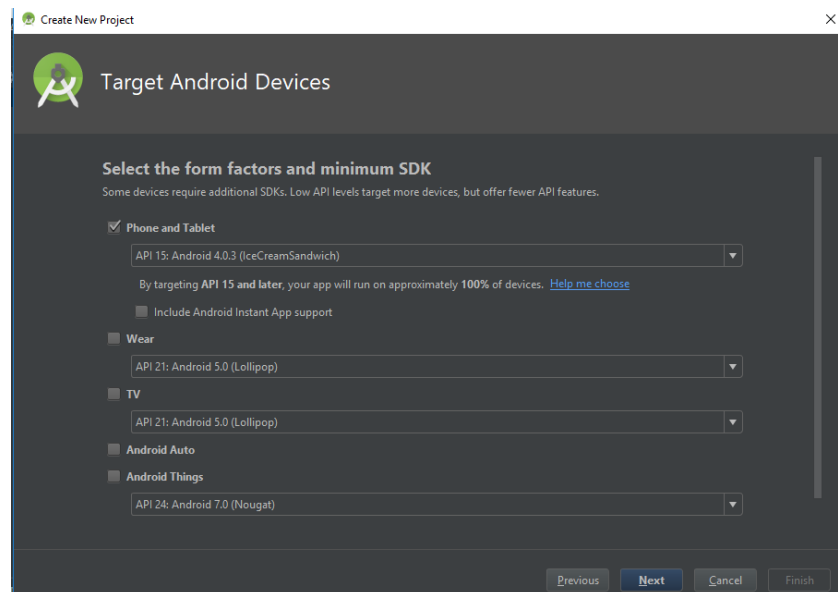 Create New Project
Target Android Devices
Select the form factors and minimum SDK
Some devices require additional SDKs. Low API levels target more devices, but offer fewer API features.
Phone and Tablet
API 15: Android 4.0.3 (IceCreamSandwich)
By targeting API 15 and later, your app will run on approximately 100% of devices. Help me choose
Include Android Instant App support
Wear
API 21: Android 5.0 (Lollipop)
TV
API 21: Android 5.0 (Lollipop)
Android Auto
Android Things
API 24: Android 7.0 (Nougat)
Previous Next Cancel Finish